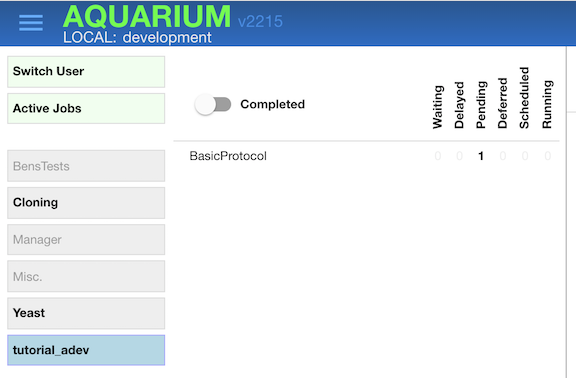 AQUARIUM v2215
LOCAL: development
Switch User
Active Jobs
BensTests
Cloning
Manager
Misc.
Yeast
tutorial_adev
Completed
Waiting
Delayed
Pending
Deferred
Scheduled
Running
BasicProtocol 0 0 1 0 0 0